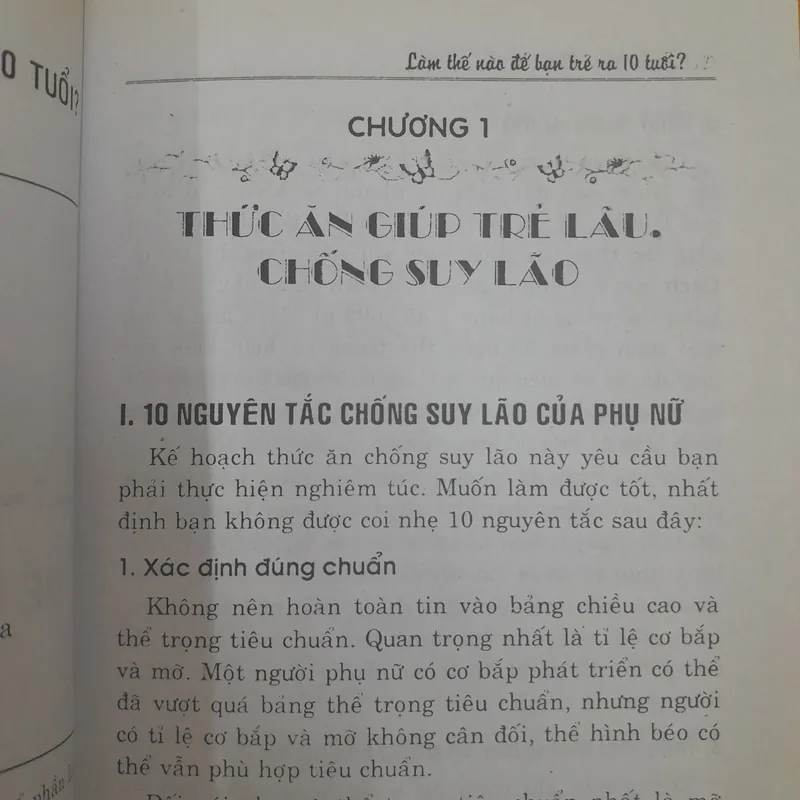 0 TUỔI?
a
phần
Làm thế nào để bạn trẻ ra 10 tuổi?
CHƯƠNG 1
THỨC ĂN GIÚP TRẺ LÂU.
CHỐNG SUY LÃO
I. 10 NGUYÊN TẮC CHỐNG SUY LÃO CỦA PHỤ NỮ
Kế hoạch thức ăn chống suy lão này yêu cầu bạn
phải thực hiện nghiêm túc. Muốn làm được tốt, nhất
định bạn không được coi nhẹ 10 nguyên tắc sau đây:
1. Xác định đúng chuẩn
Không nên hoàn toàn tin vào bảng chiều cao và
thể trọng tiêu chuẩn. Quan trọng nhất là tỉ lệ cơ bắp
và mỡ. Một người phụ nữ có cơ bắp phát triển có thể
đã vượt quá bảng thể trọng tiêu chuẩn, nhưng người
có tỉ lệ cơ bắp và mỡ không cân đối, thể hình béo có
thể vẫn phù hợp tiêu chuẩn.
chuẩn nhất là mỡ